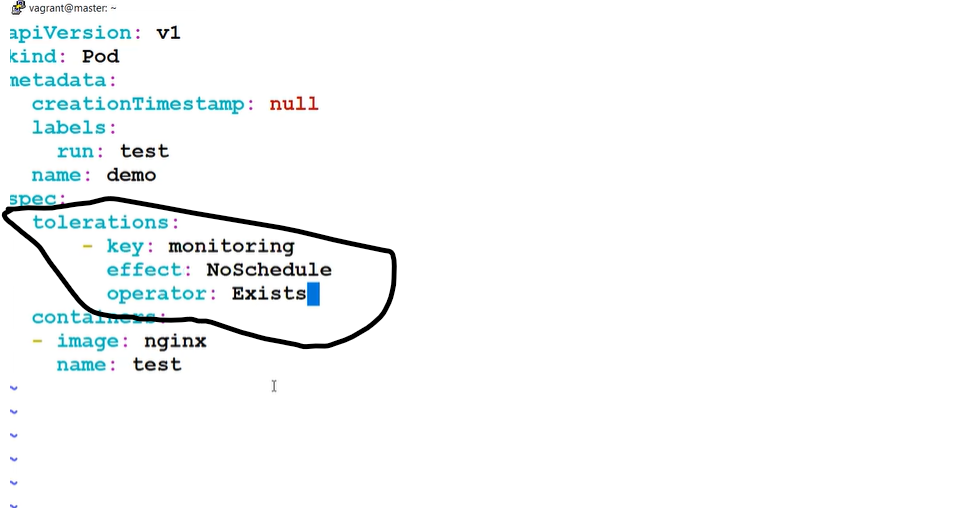 vagrant@master: ~
apiVersion: v1
kind: Pod
metadata:
  creationTimestamp: null
  labels:
    run: test
  name: demo
spec:
  tolerations:
      - key: monitoring
        effect: NoSchedule
        operator: Exists
  containers:
  - image: nginx
    name: test
~
~
~
~
~
~